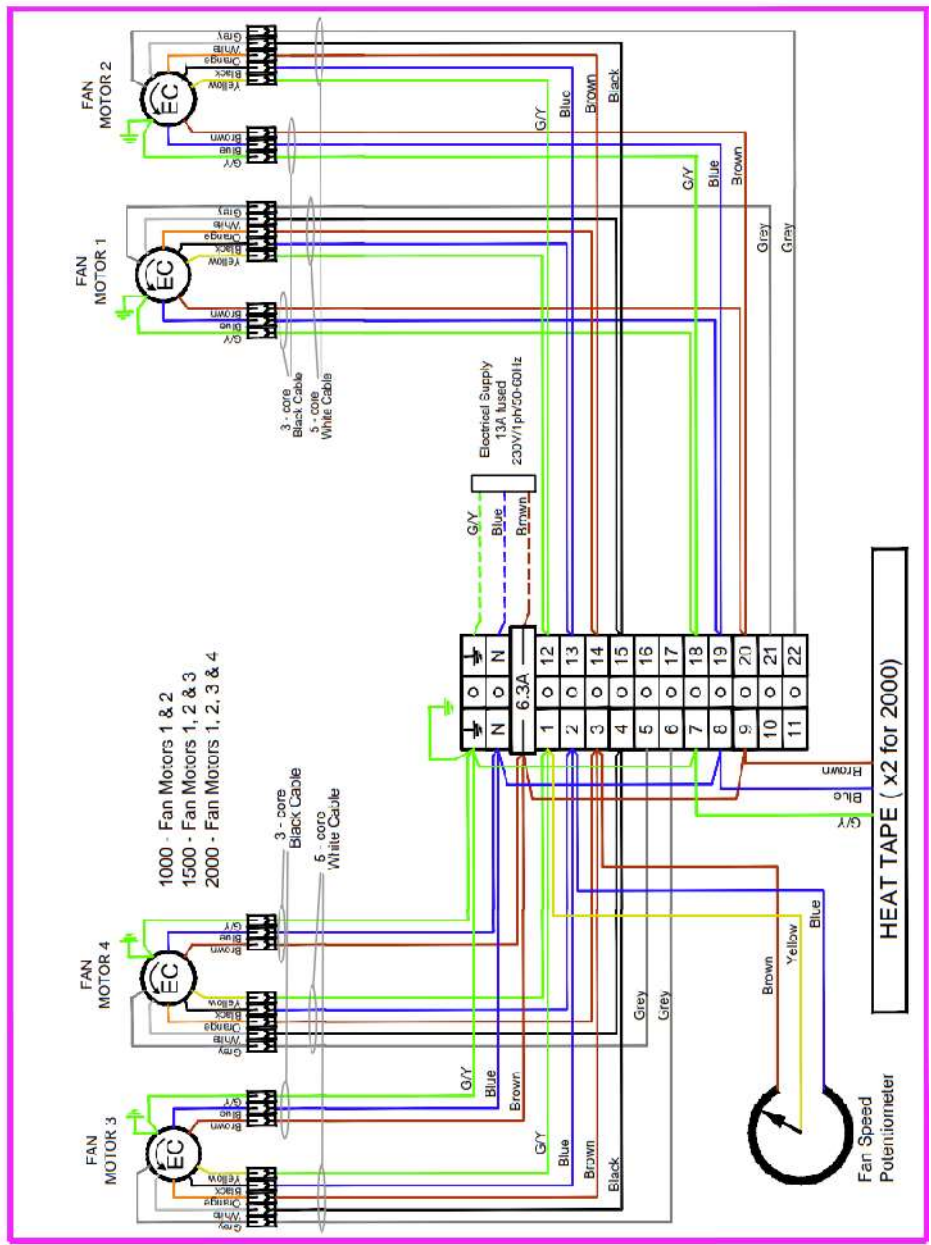 FAN
MOTOR 2
EC
Grey
White
Orange
Black
Yellow
Brown
Blue
G/Y
FAN
MOTOR 1
EC
Grey
White
Orange
Black
Yellow
Brown
Blue
G/Y
3 - core
Black Cable
5 - core
White Cable
G/Y
Blue
Brown
Black
G/Y
Blue
Brown
Grey
Grey
Electrical Supply
13A fused
230V/1ph/50-60Hz
G/Y
Blue
Brown
N
6.3A
N
12
13
14
15
16
17
18
19
20
21
22
1
2
3
4
5
6
7
8
9
10
11
1000 - Fan Motors 1 & 2
1500 - Fan Motors 1, 2 & 3
2000 - Fan Motors 1, 2, 3 & 4
3 - core
Black Cable
5 - core
White Cable
FAN
MOTOR 4
EC
G/Y
Blue
Brown
Yellow
Black
Orange
White
Grey
FAN
MOTOR 3
EC
G/Y
Blue
Brown
Yellow
Black
Orange
White
Grey
G/Y
Blue
Brown
G/Y
Blue
Brown
Black
Grey
Grey
Brown
Yellow
Blue
Fan Speed
Potentiometer
Brown
Blue
G/Y
HEAT TAPE ( x2 for 2000)